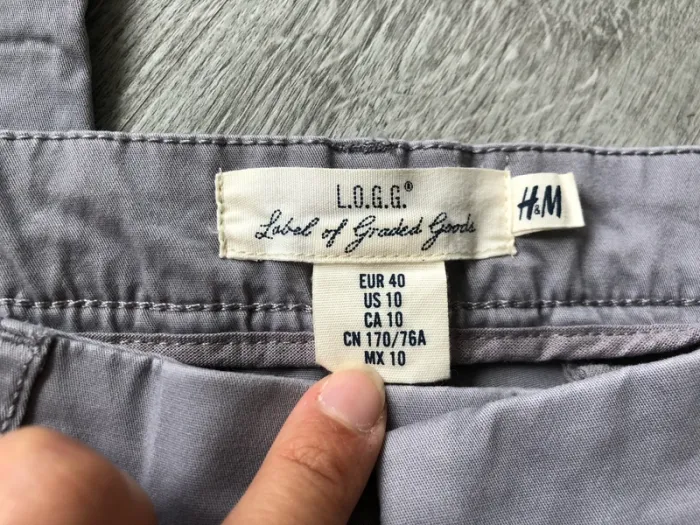 L.O.G.G.®
Label of Graded Goods
H&M
EUR 40
US 10
CA 10
CN 170/76A
MX 10